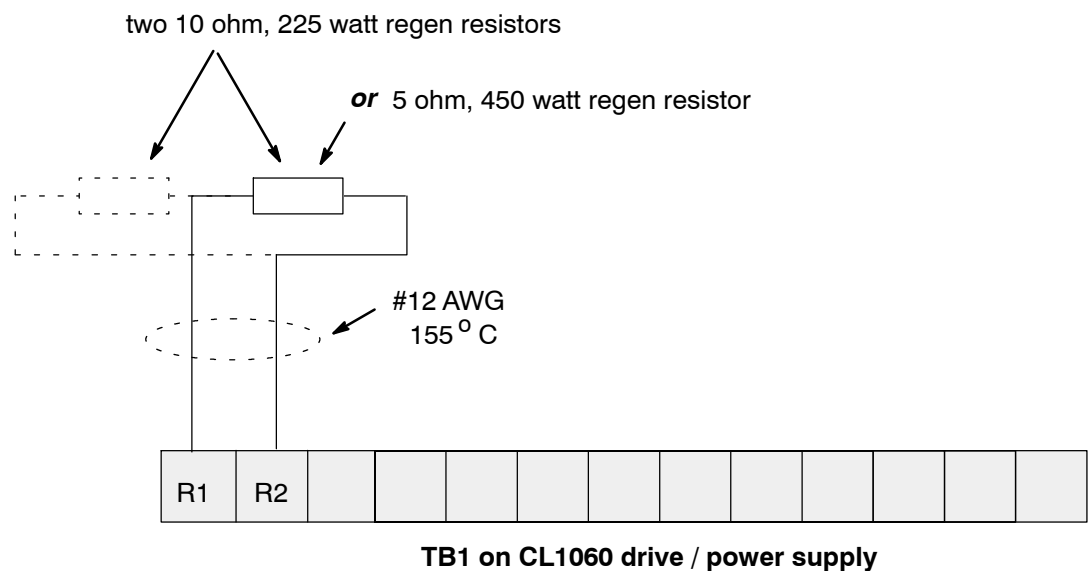 two 10 ohm, 225 watt regen resistors
or 5 ohm, 450 watt regen resistor
#12 AWG
155 o C
R1 R2
TB1 on CL1060 drive / power supply